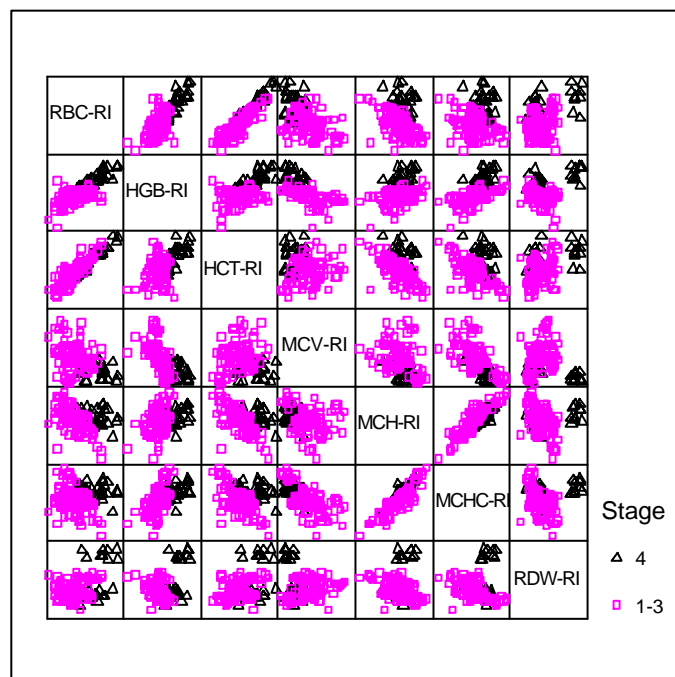 RBC-RI
HGB-RI
HCT-RI
MCV-RI
MCH-RI
MCHC-RI
RDW-RI
Stage
4
1-3